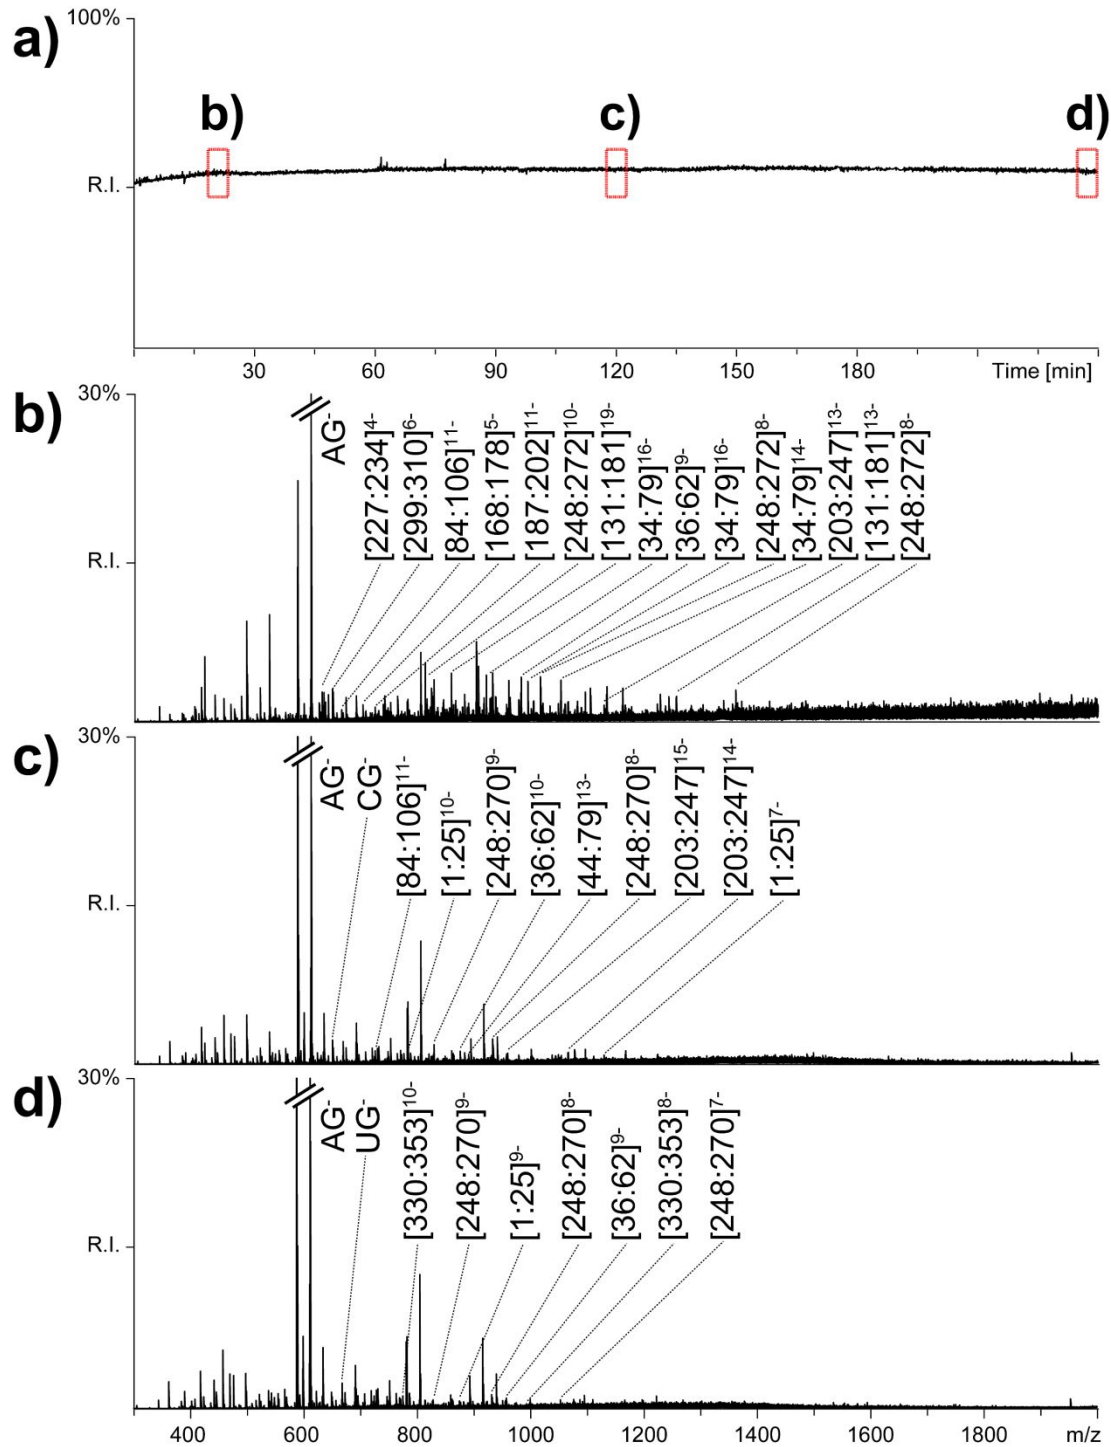 a)
100%
b)
c)
d)
R.I.
30
60
90
120
150
180
Time [min]
b)
30%
R.I.
AG-
[227:234]4-
[299:310]6-
[84:106]11-
[168:178]5-
[187:202]11-
[248:272]10-
[131:181]19-
[34:79]16-
[36:62]9-
[34:79]16-
[248:272]8-
[34:79]14-
[203:247]13-
[131:181]13-
[248:272]8-
c)
30%
R.I.
AG-
CG-
[84:106]11-
[1:25]10-
[248:270]9-
[36:62]10-
[44:79]13-
[248:270]8-
[203:247]15-
[203:247]14-
[1:25]7-
d)
30%
R.I.
AG-
UG-
[330:353]10-
[248:270]9-
[1:25]9-
[248:270]8-
[36:62]9-
[330:353]8-
[248:270]7-
400
600
800
1000
1200
1400
1600
1800
m/z